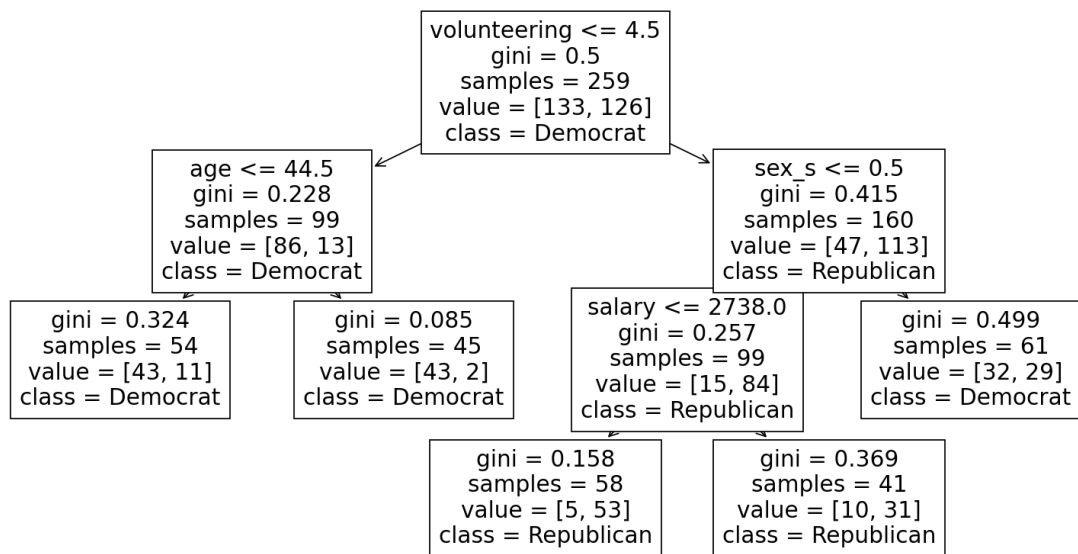 volunteering <= 4.5
gini = 0.5
samples = 259
value = [133, 126]
class = Democrat
age <= 44.5
gini = 0.228
samples = 99
value = [86, 13]
class = Democrat
sex_s <= 0.5
gini = 0.415
samples = 160
value = [47, 113]
class = Republican
gini = 0.324
samples = 54
value = [43, 11]
class = Democrat
gini = 0.085
samples = 45
value = [43, 2]
class = Democrat
salary <= 2738.0
gini = 0.257
samples = 99
value = [15, 84]
class = Republican
gini = 0.499
samples = 61
value = [32, 29]
class = Democrat
gini = 0.158
samples = 58
value = [5, 53]
class = Republican
gini = 0.369
samples = 41
value = [10, 31]
class = Republican